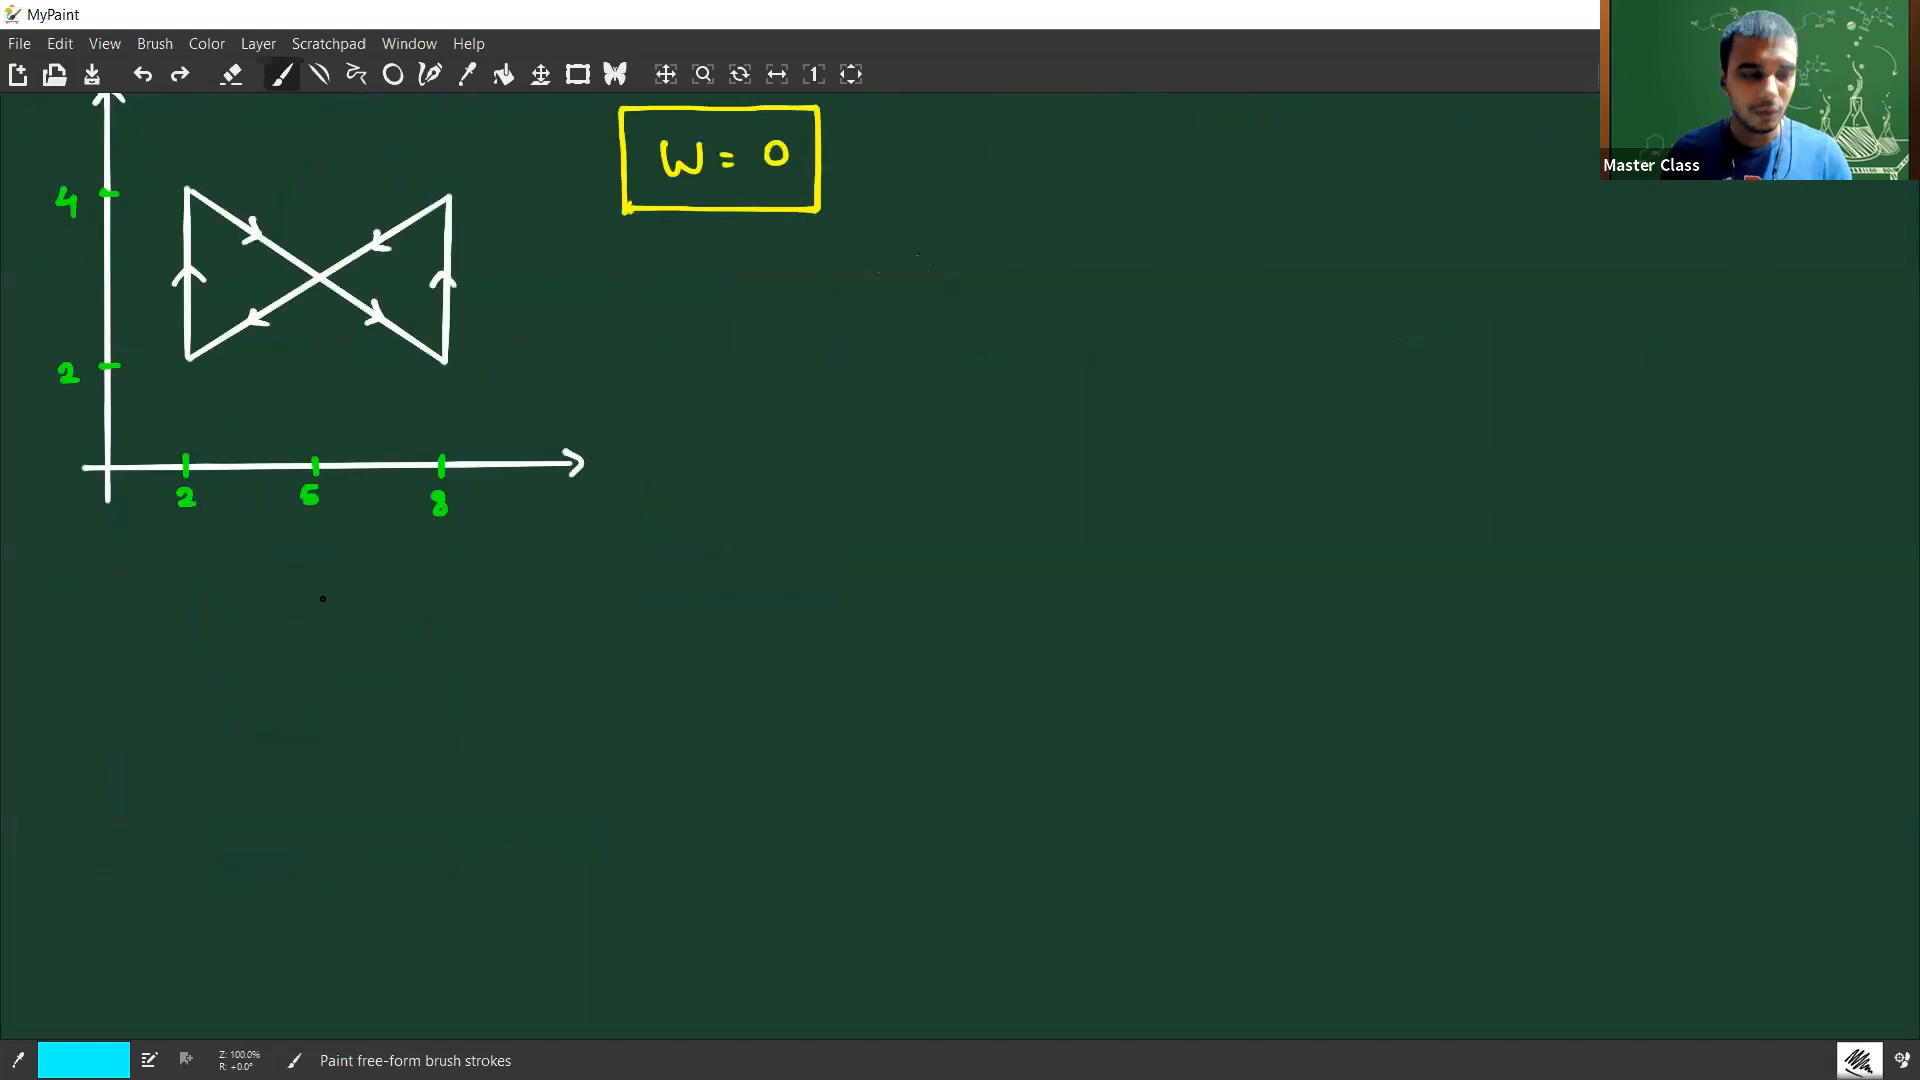 MyPaint
File Edit View Brush Color Layer Scratchpad Window Help
1
Master Class
W = 0
4
2
2 5 8
Z: 100.0%
R: +0.0°
Paint free-form brush strokes